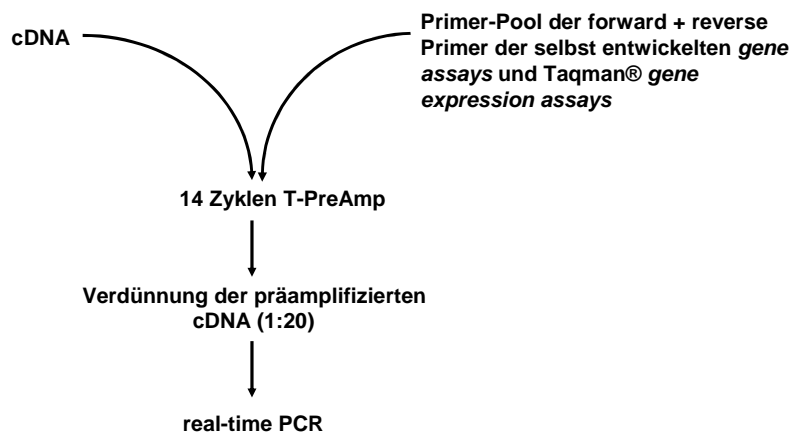 cDNA
Primer-Pool der forward + reverse
Primer der selbst entwickelten gene
assays und Taqman® gene
expression assays
14 Zyklen T-PreAmp
Verdünnung der präamplifizierten
cDNA (1:20)
real-time PCR